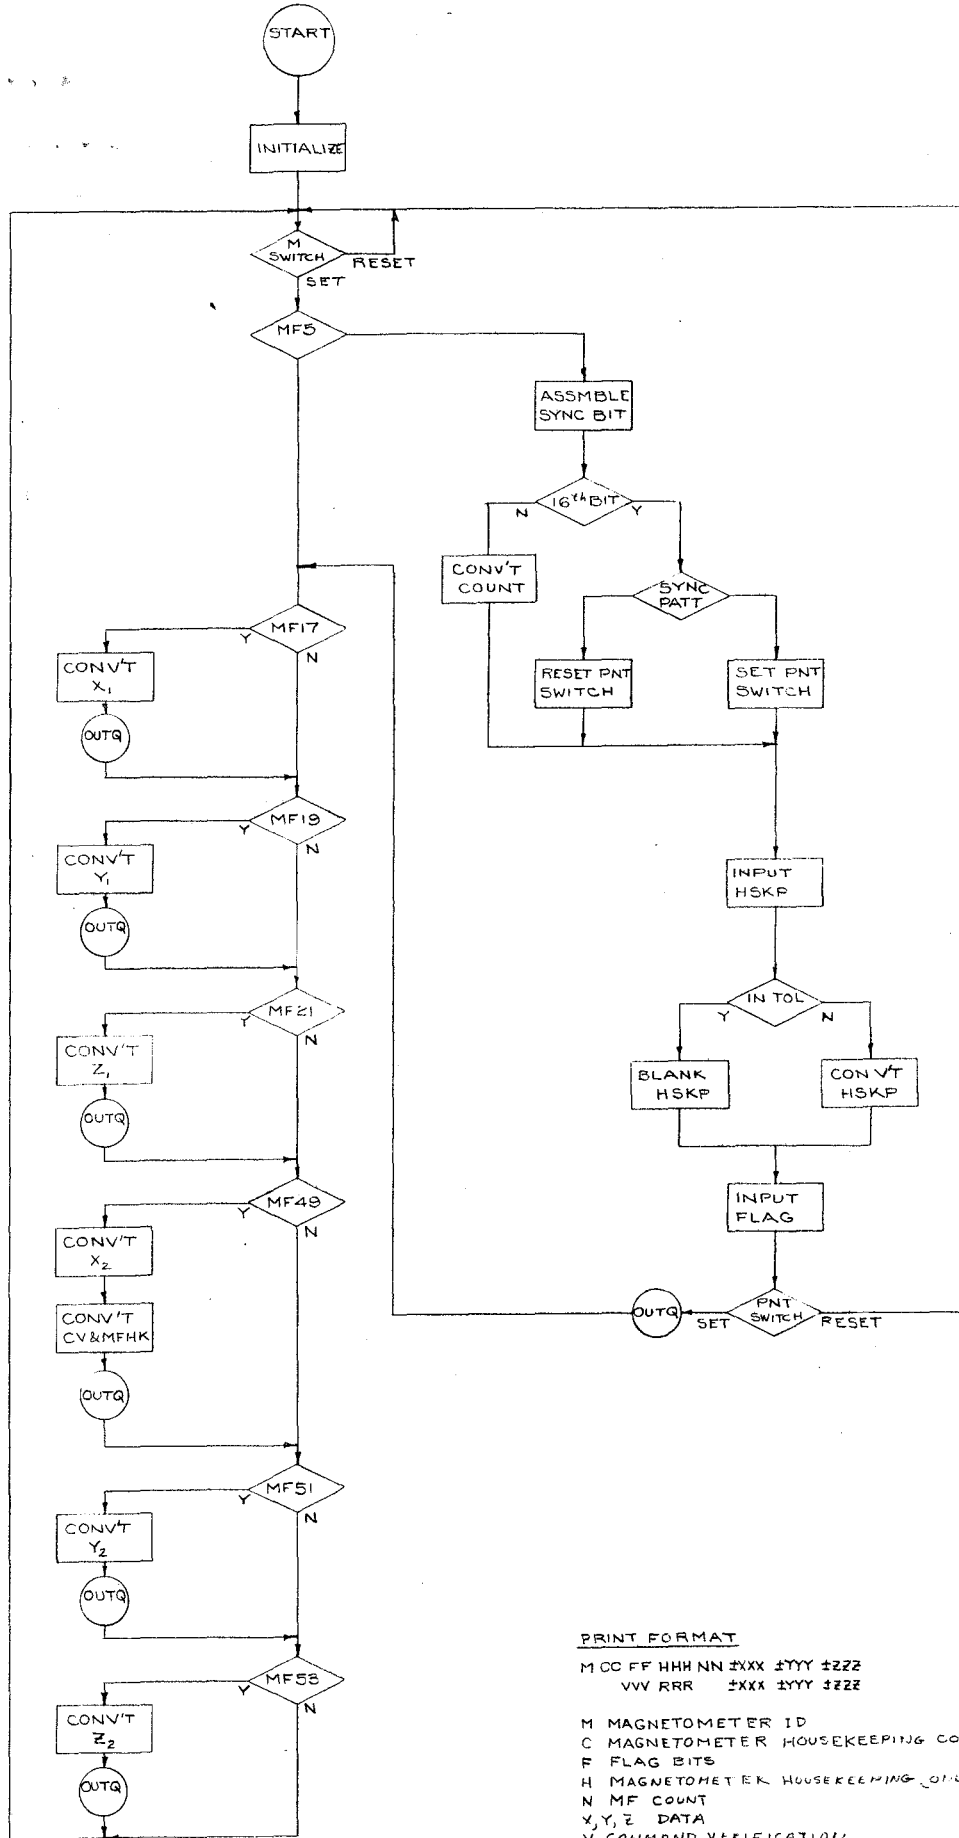 START
INITIALIZE
M
SWITCH
RESET
SET
MF5
ASSMBLE
SYNC BIT
16th BIT
N
Y
CONV'T
COUNT
SYNC
PATT
RESET PNT
SWITCH
SET PNT
SWITCH
MF17
Y
N
CONV'T
X1
OUTQ
MF19
Y
N
CONV'T
Y1
OUTQ
INPUT
HSKP
IN TOL
Y
N
BLANK
HSKP
CONV'T
HSKP
MF21
Y
N
CONV'T
Z1
OUTQ
INPUT
FLAG
MF49
Y
N
CONV'T
X2
CONV'T
CV&MFHK
OUTQ
OUTQ
SET
PNT
SWITCH
RESET
MF51
Y
N
CONV'T
Y2
OUTQ
MF53
Y
N
CONV'T
Z2
OUTQ
PRINT FORMAT
M CC FF HHH NN ±XXX ±YYY ±ZZZ
VVV RRR ±XXX ±YYY ±ZZZ
M MAGNETOMETER ID
C MAGNETOMETER HOUSEKEEPING CO
F FLAG BITS
H MAGNETOMETER HOUSEKEEPING
N MF COUNT
X,Y,Z DATA
V COMMAND VERIFICATION